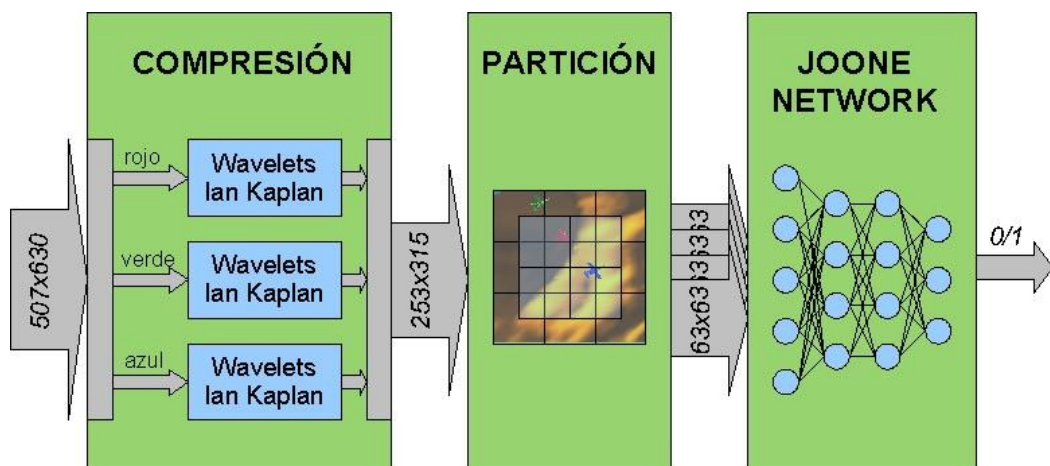 COMPRESIÓN
PARTICIÓN
JOONE
NETWORK
507x630
rojo
Wavelets
Ian Kaplan
verde
Wavelets
Ian Kaplan
azul
Wavelets
Ian Kaplan
253x315
63x63
0/1